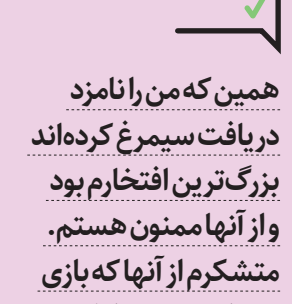 همین که من را نامزد
دریافت سیمرغ کرده‌اند
بزرگ‌ترین افتخارم بود
و از آنها ممنون هستم.
متشکرم از آنها که بازی